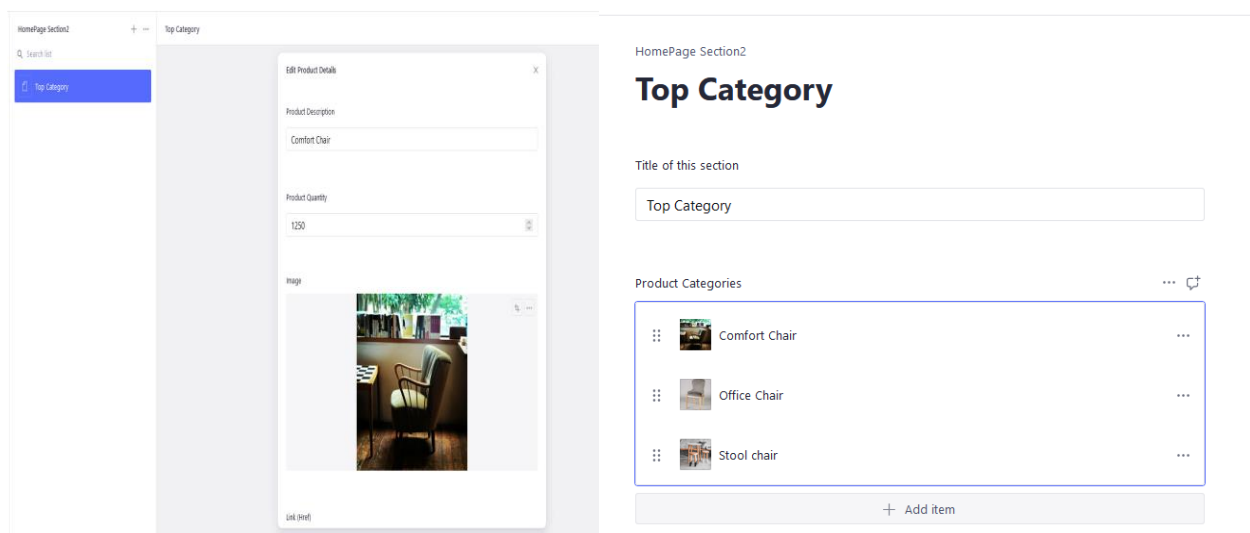 HomePage Section2
Search list
Top Category
Top Category
Edit Product Details
X
Product Description
Comfort Chair
Product Quantity
1250
Image
Link (Href)
HomePage Section2
Top Category
Title of this section
Top Category
Product Categories
Comfort Chair
Office Chair
Stool chair
Add item